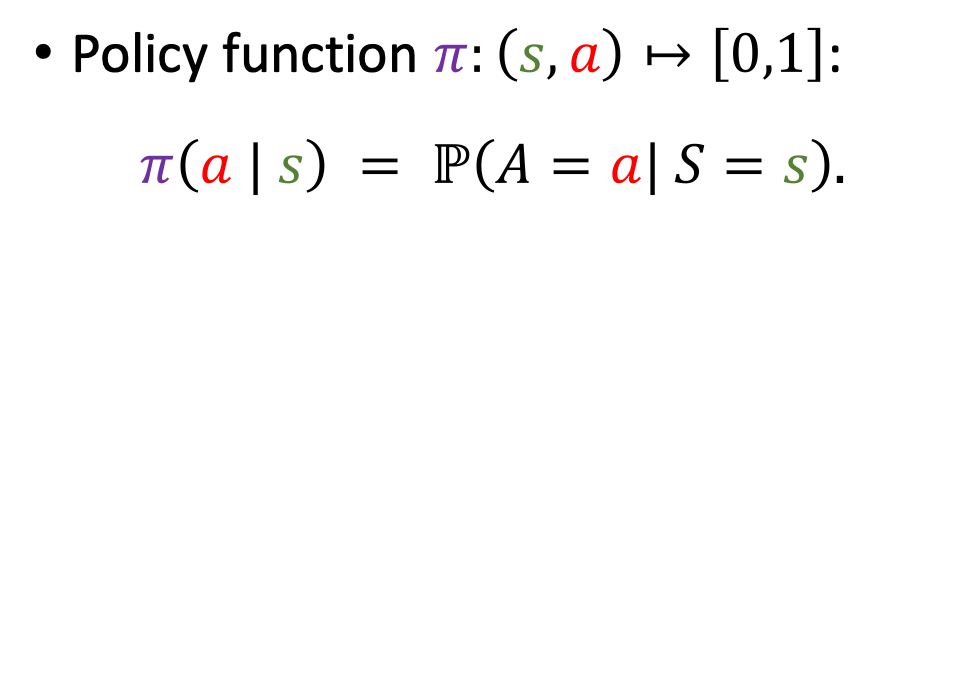 • Policy function π: (s, a) ↦ [0,1]:
π(a | s) = ℙ(A = a| S = s).